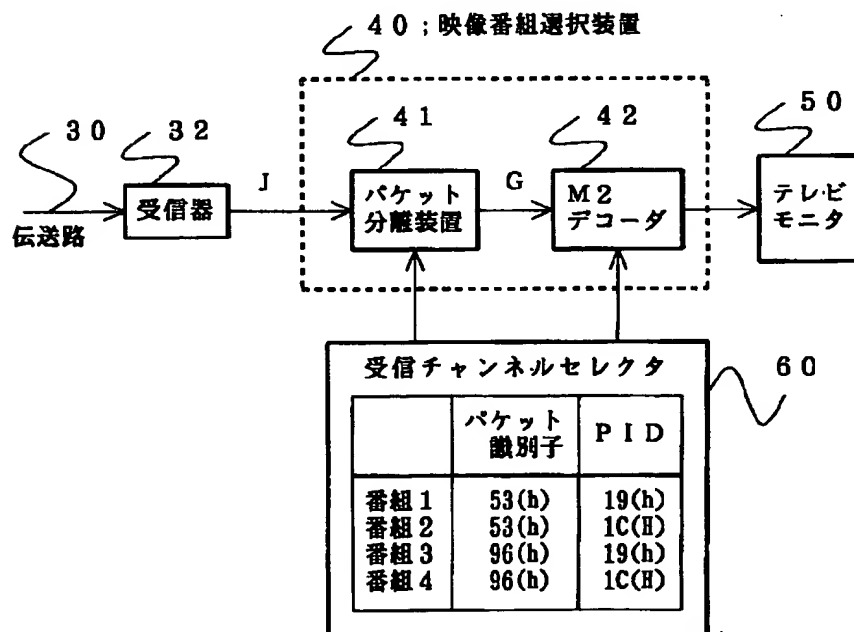 40;映像番組選択装置
30
32
41
42
50
J
G
伝送路
受信器
パケット
分離装置
M2
デコーダ
テレビ
モニタ
60
受信チャンネルセレクタ
パケット
識別子
PID
番組1 53(h) 19(h)
番組2 53(h) 1C(H)
番組3 96(h) 19(h)
番組4 96(h) 1C(H)